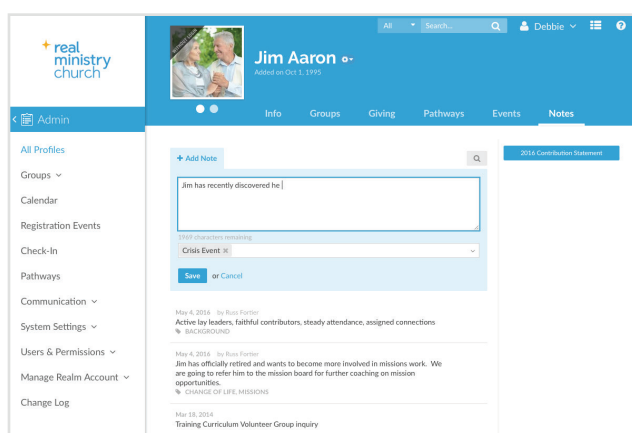 All Search... Debbie
real
ministry
church
Jim Aaron
Added on Oct 1, 1995
Admin
Info Groups Giving Pathways Events Notes
All Profiles
Groups
Calendar
Registration Events
Check-In
Pathways
Communication
System Settings
Users & Permissions
Manage Realm Account
Change Log
+ Add Note
2016 Contribution Statement
Jim has recently discovered he
1969 characters remaining
Crisis Event ×
Save or Cancel
May 4, 2016 by Russ Fortier
Active lay leaders, faithful contributors, steady attendance, assigned connections
BACKGROUND
May 4, 2016 by Russ Fortier
Jim has officially retired and wants to become more involved in missions work. We
are going to refer him to the mission board for further coaching on mission
opportunities.
CHANGE OF LIFE, MISSIONS
Mar 18, 2014
Training Curriculum Volunteer Group inquiry